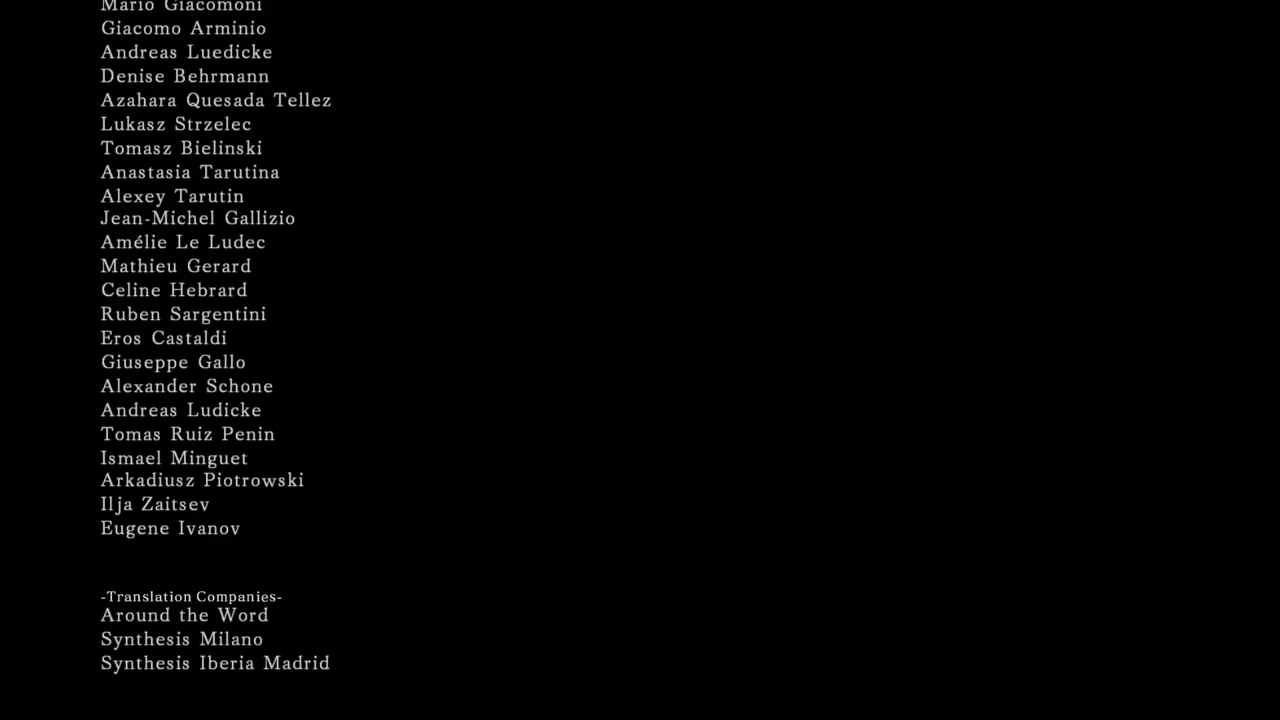 Mario Giacomoni
Giacomo Arminio
Andreas Luedicke
Denise Behrmann
Azahara Quesada Tellez
Lukasz Strzelec
Tomasz Bielinski
Anastasia Tarutina
Alexey Tarutin
Jean-Michel Gallizio
Amélie Le Ludec
Mathieu Gerard
Celine Hebrard
Ruben Sargentini
Eros Castaldi
Giuseppe Gallo
Alexander Schone
Andreas Ludicke
Tomas Ruiz Penin
Ismael Minguet
Arkadiusz Piotrowski
Ilja Zaitsev
Eugene Ivanov
-Translation Companies-
Around the Word
Synthesis Milano
Synthesis Iberia Madrid